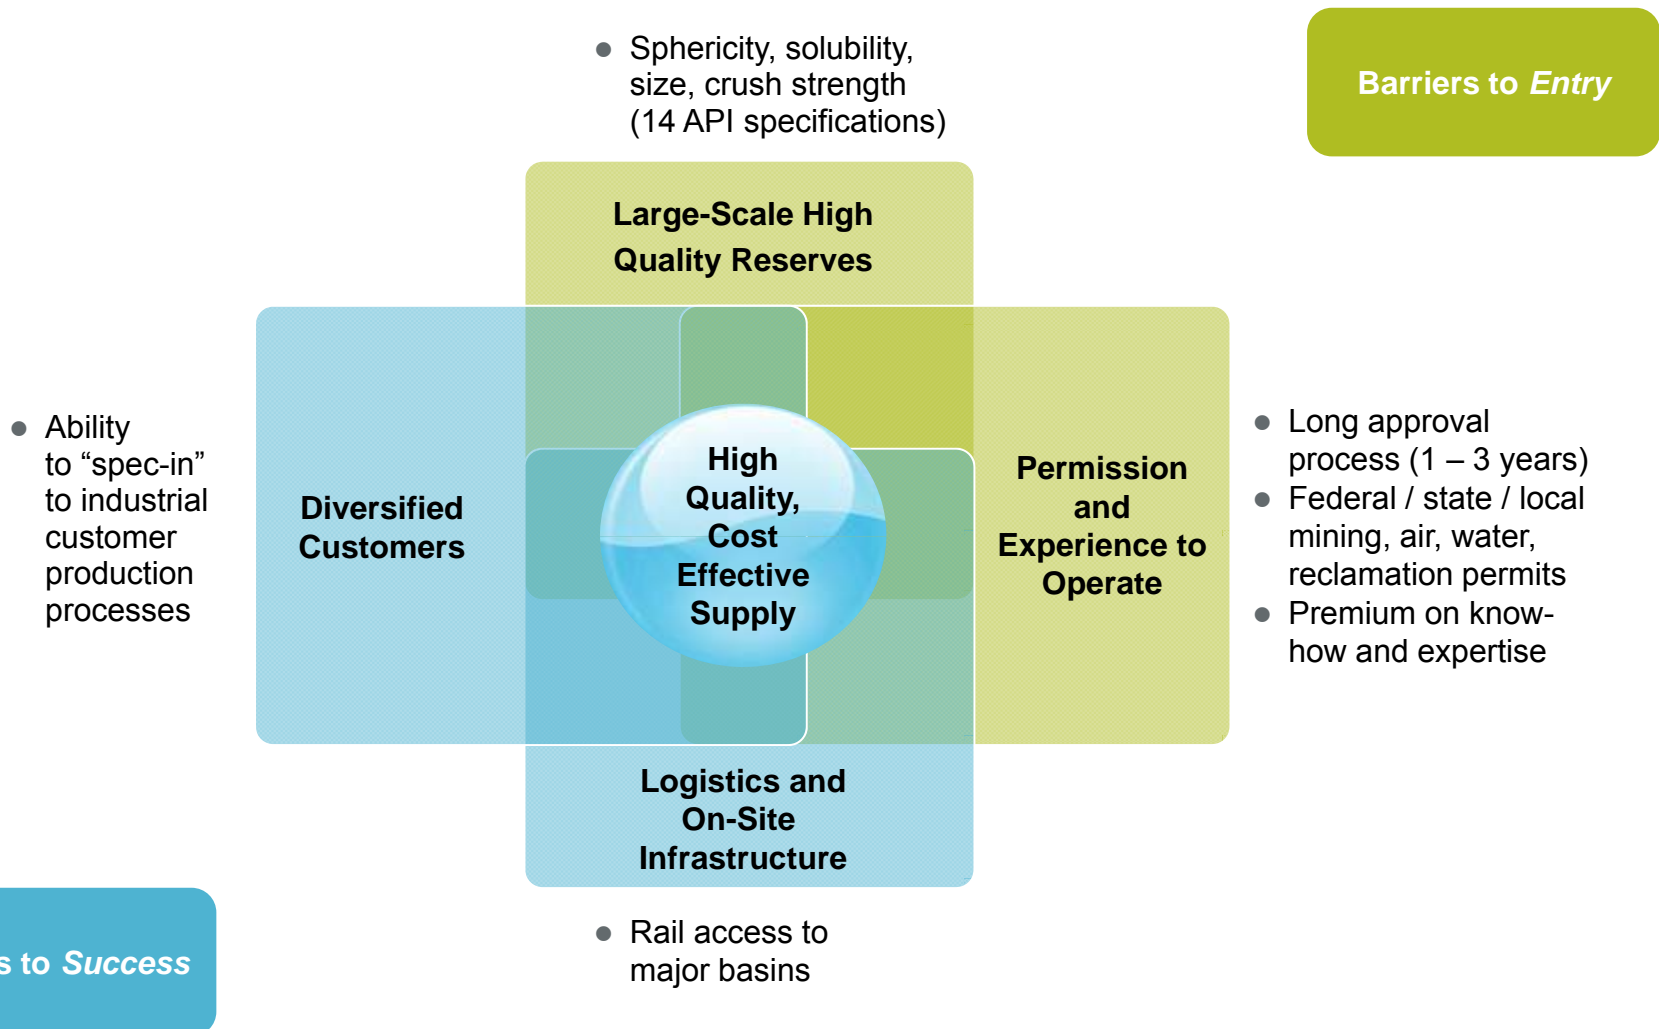 ● Sphericity, solubility,
size, crush strength
(14 API specifications)
Barriers to Entry
Large-Scale High
Quality Reserves
● Ability
to “spec-in”
to industrial
customer
production
processes
Diversified
Customers
High
Quality,
Cost
Effective
Supply
Permission
and
Experience to
Operate
● Long approval
process (1 – 3 years)
● Federal / state / local
mining, air, water,
reclamation permits
● Premium on know-
how and expertise
Logistics and
On-Site
Infrastructure
● Rail access to
major basins
to Success